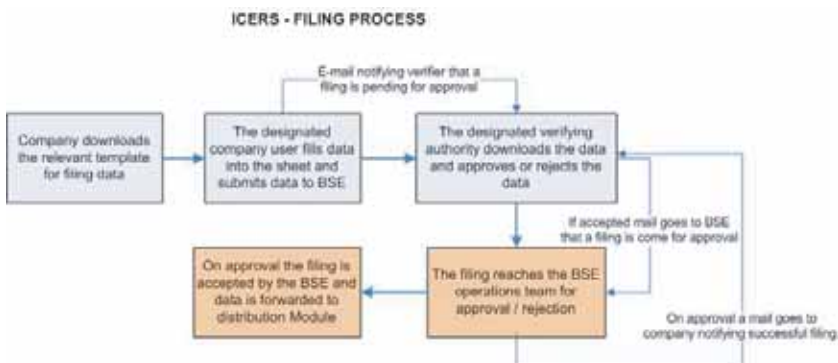 ICERS - FILING PROCESS
E-mail notifying verifier that a
filing is pending for approval
Company downloads
the relevant template
for filing data
The designated
company user fills data
into the sheet and
submits data to BSE
The designated verifying
authority downloads the data
and approves or rejects the
data
If accepted mail goes to BSE
that a filing is come for approval
On approval the filing is
accepted by the BSE and
data is forwarded to
distribution Module
The filing reaches the BSE
operations team for
approval / rejection
On approval a mail goes to
company notifying successful filing